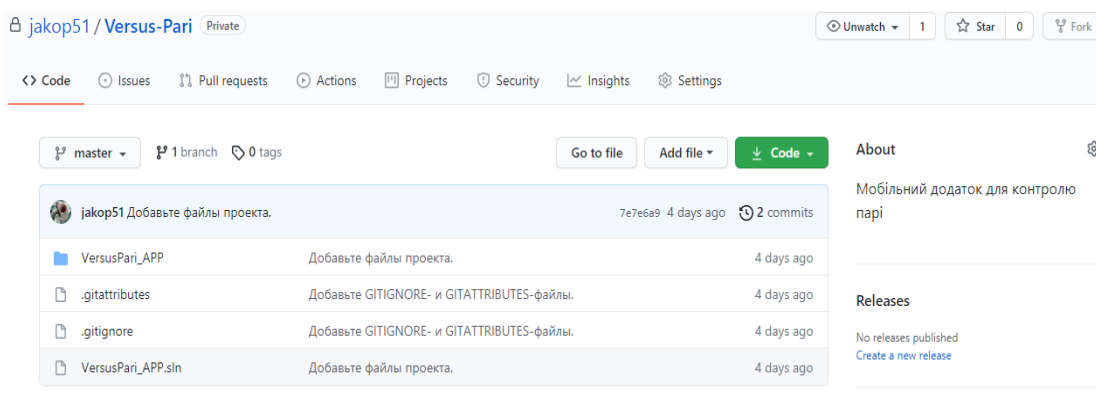 jakop51 / Versus-Pari Private
Unwatch 1 Star 0 Fork
Code Issues Pull requests Actions Projects Security Insights Settings
master 1 branch 0 tags Go to file Add file Code
jakop51 Добавьте файлы проекта. 7e7e6a9 4 days ago 2 commits
VersusPari_APP Добавьте файлы проекта. 4 days ago
.gitattributes Добавьте GITIGNORE- и GITATTRIBUTES-файлы. 4 days ago
.gitignore Добавьте GITIGNORE- и GITATTRIBUTES-файлы. 4 days ago
VersusPari_APP.sln Добавьте файлы проекта. 4 days ago
About
Мобільний додаток для контролю
парі
Releases
No releases published
Create a new release